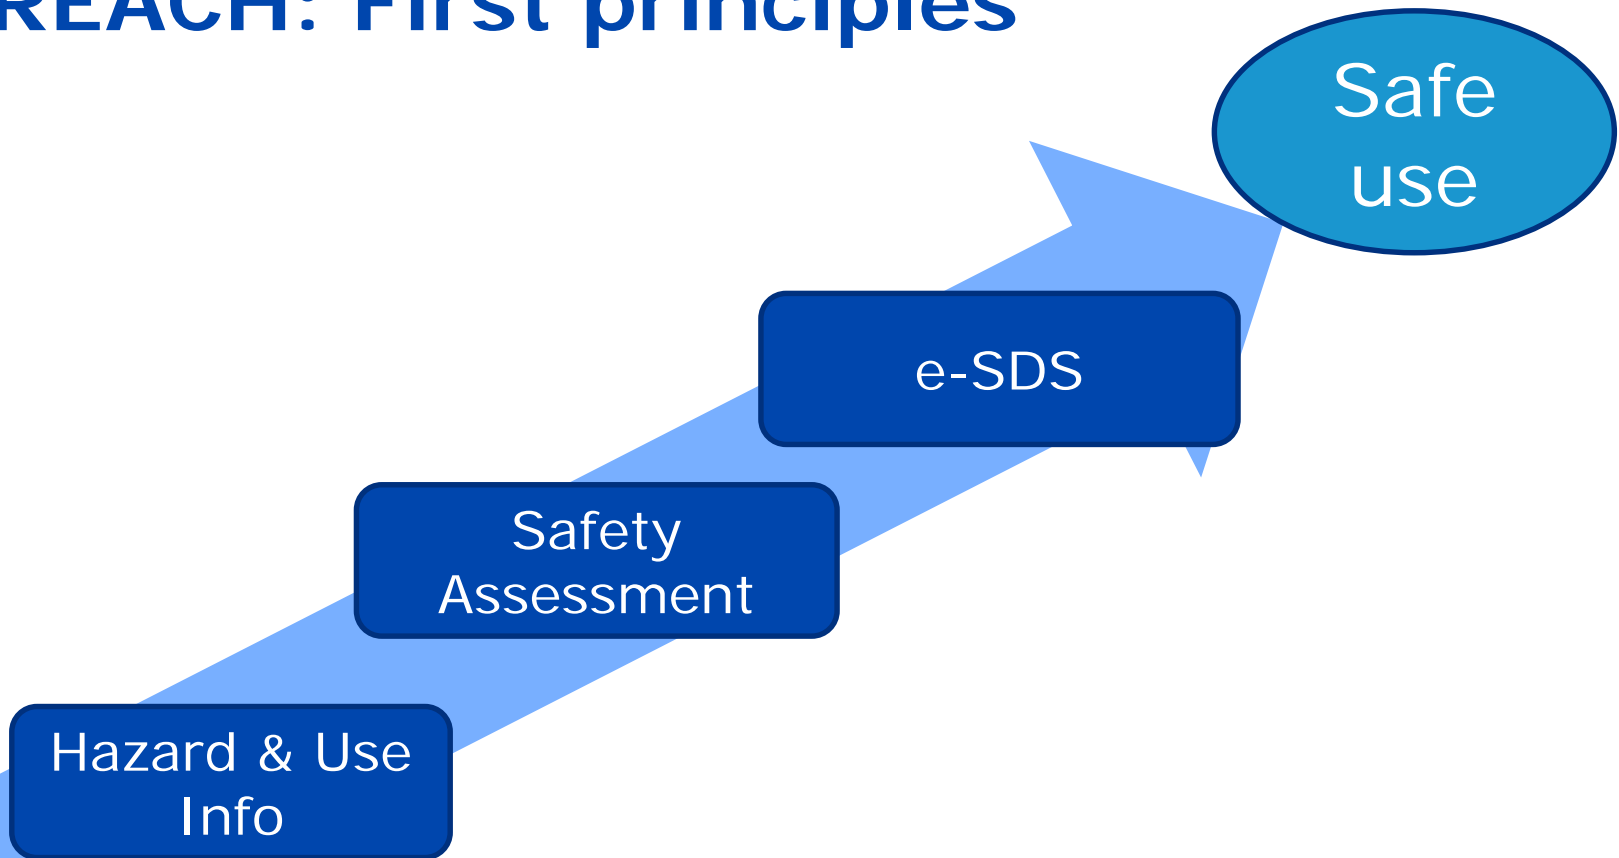 REACH: First principles
Safe
use
e-SDS
Safety
Assessment
Hazard & Use
Info